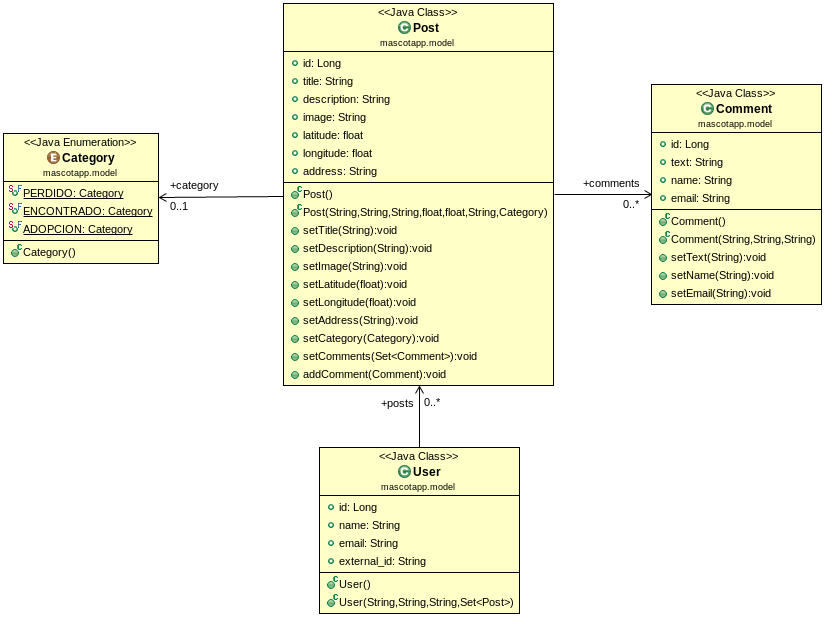 <<Java Class>>
Post
mascotapp.model
id: Long
title: String
description: String
image: String
latitude: float
longitude: float
address: String
Post()
Post(String,String,String,float,float,String,Category)
setTitle(String):void
setDescription(String):void
setImage(String):void
setLatitude(float):void
setLongitude(float):void
setAddress(String):void
setCategory(Category):void
setComments(Set<Comment>):void
addComment(Comment):void
<<Java Enumeration>>
Category
mascotapp.model
PERDIDO: Category
ENCONTRADO: Category
ADOPCION: Category
Category()
+category
0..1
+comments
0..*
<<Java Class>>
Comment
mascotapp.model
id: Long
text: String
name: String
email: String
Comment()
Comment(String,String,String)
setText(String):void
setName(String):void
setEmail(String):void
+posts
0..*
<<Java Class>>
User
mascotapp.model
id: Long
name: String
email: String
external_id: String
User()
User(String,String,String,Set<Post>)